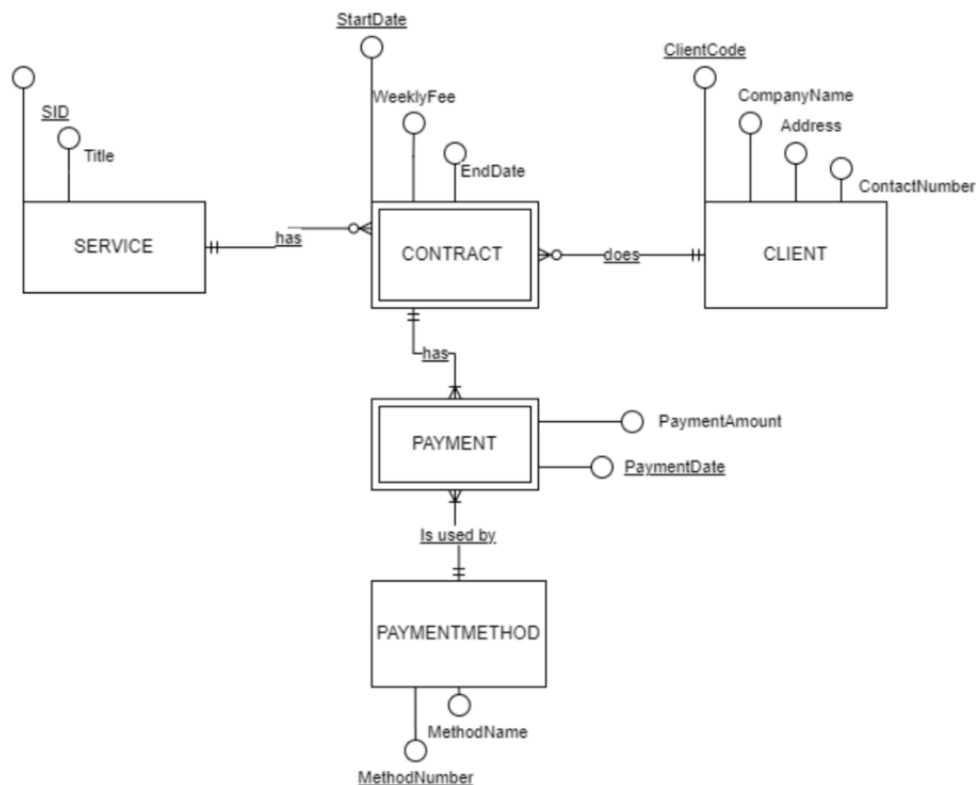 StartDate
ClientCode
WeeklyFee
CompanyName
SID
Address
Title
EndDate
ContactNumber
SERVICE
has
CONTRACT
does
CLIENT
has
PAYMENT
PaymentAmount
PaymentDate
Is used by
PAYMENTMETHOD
MethodName
MethodNumber